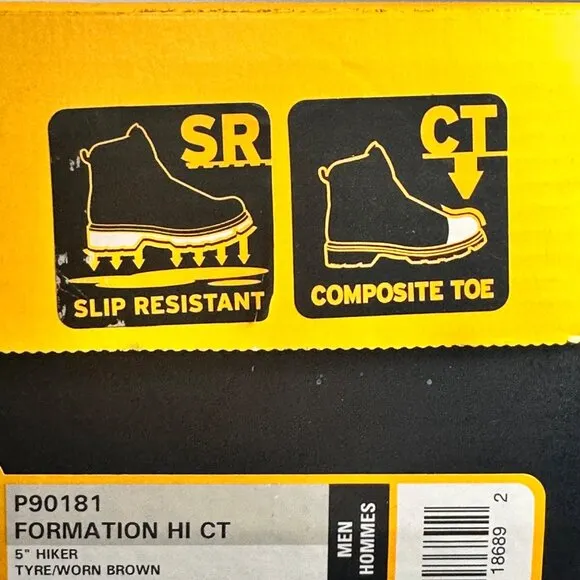 SR
SLIP RESISTANT
CT
COMPOSITE TOE
P90181
FORMATION HI CT
5" HIKER
TYRE/WORN BROWN
MEN
HOMMES
18689 2